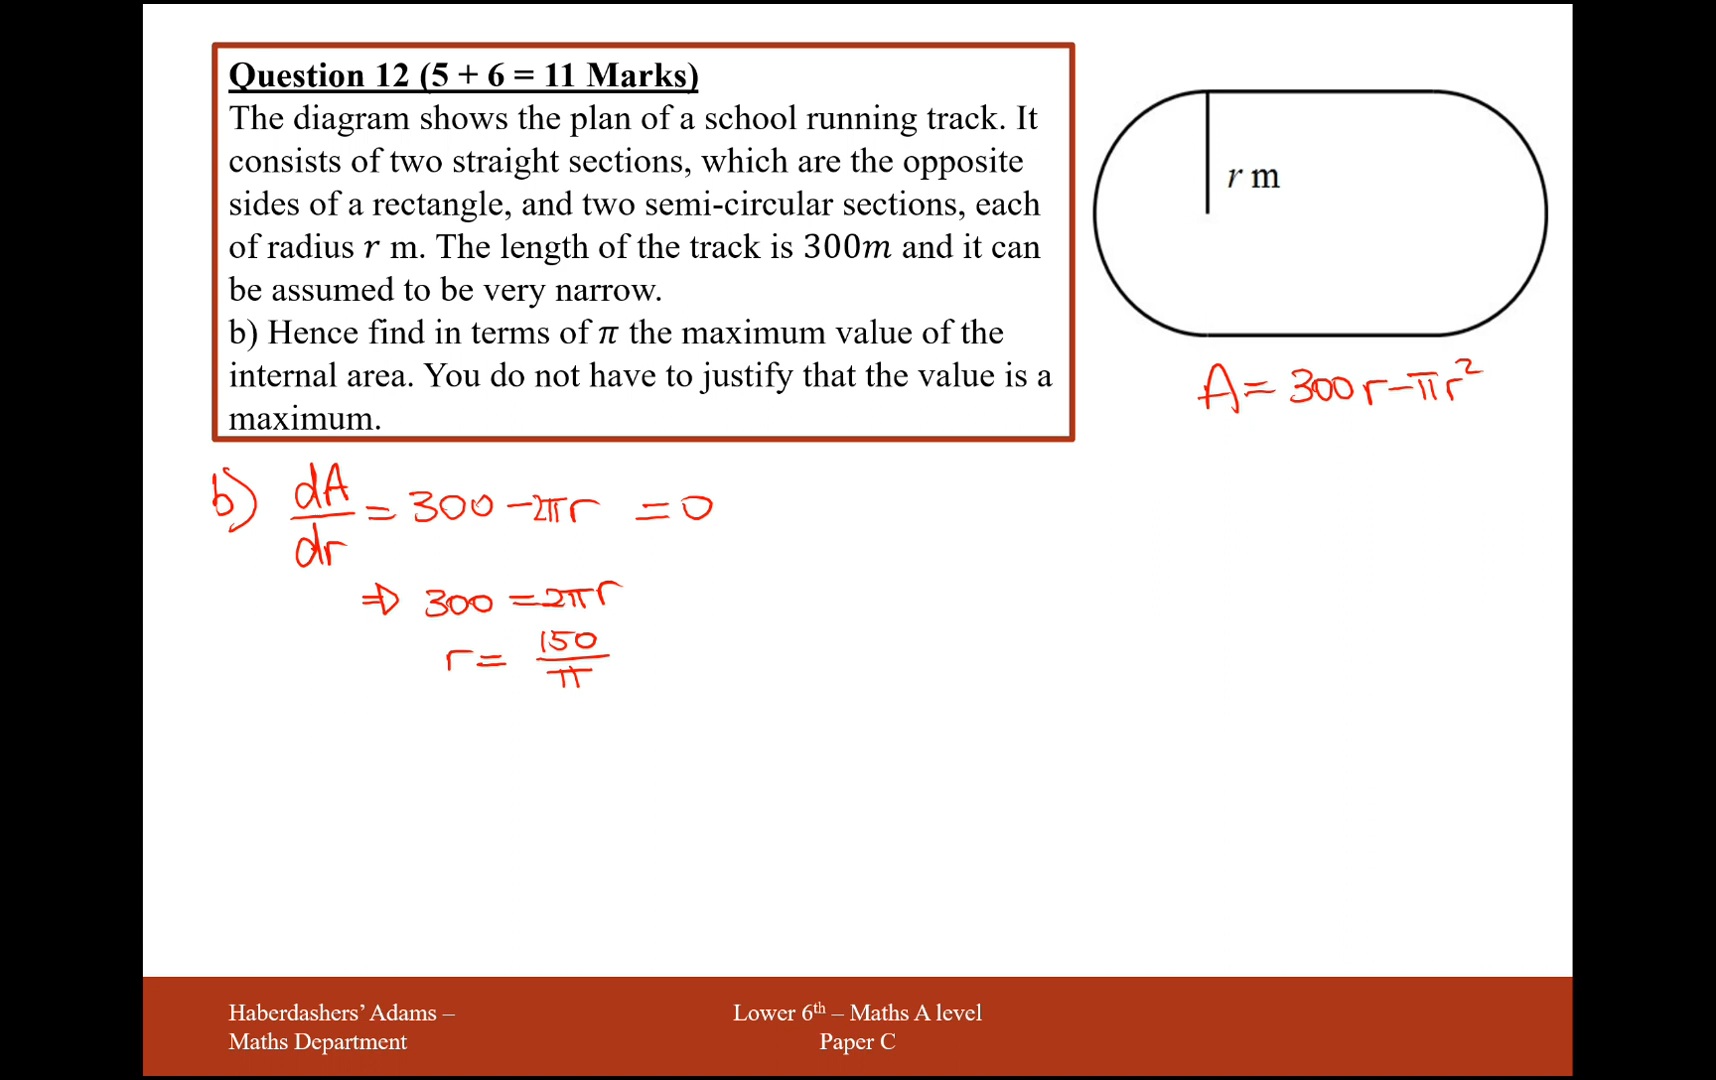 Question 12 (5 + 6 = 11 Marks)
The diagram shows the plan of a school running track. It
consists of two straight sections, which are the opposite
sides of a rectangle, and two semi-circular sections, each
of radius r m. The length of the track is 300m and it can
be assumed to be very narrow.
b) Hence find in terms of π the maximum value of the
internal area. You do not have to justify that the value is a
maximum.
r m
A = 300r - πr²
b) dA/dr = 300 - 2πr = 0
⇒ 300 = 2πr
r = 150/π
Haberdashers’ Adams –
Maths Department
Lower 6th – Maths A level
Paper C